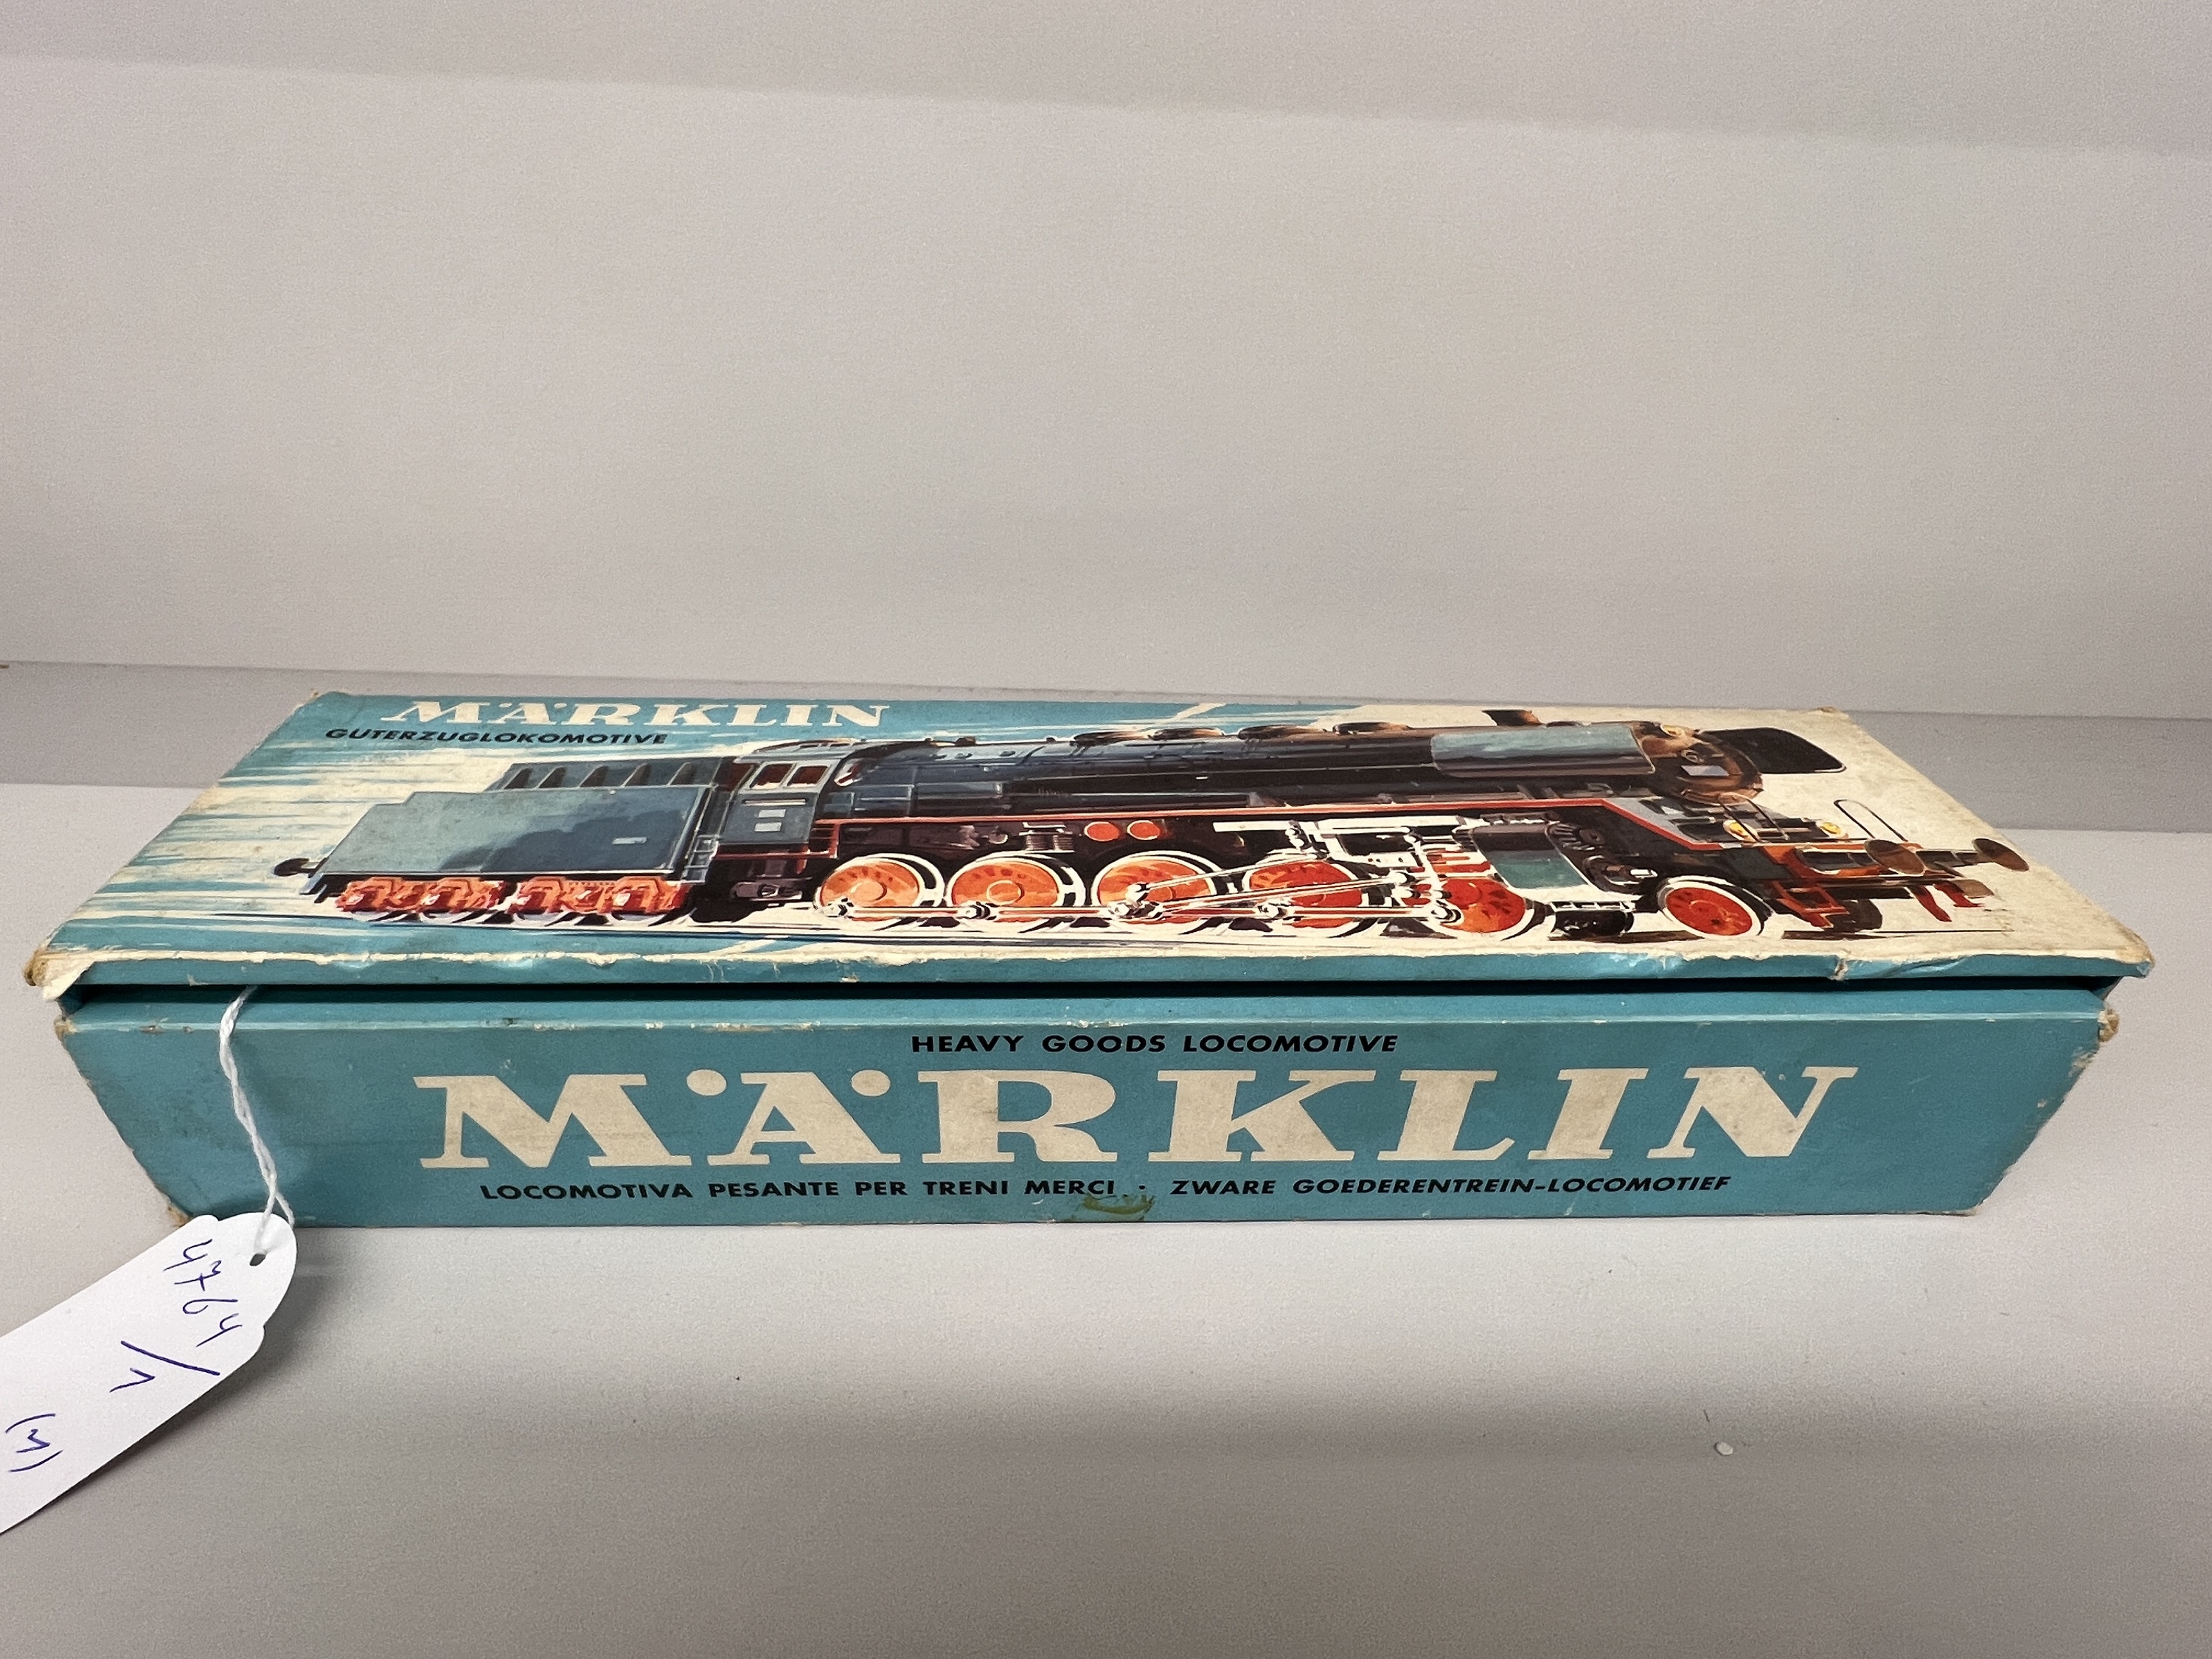 MÄRKLIN
GÜTERZUGLOKOMOTIVE
HEAVY GOODS LOCOMOTIVE
MÄRKLIN
LOCOMOTIVA PESANTE PER TRENI MERCI · ZWARE GOEDERENTREIN-LOCOMOTIEF
4764
/1
(M)